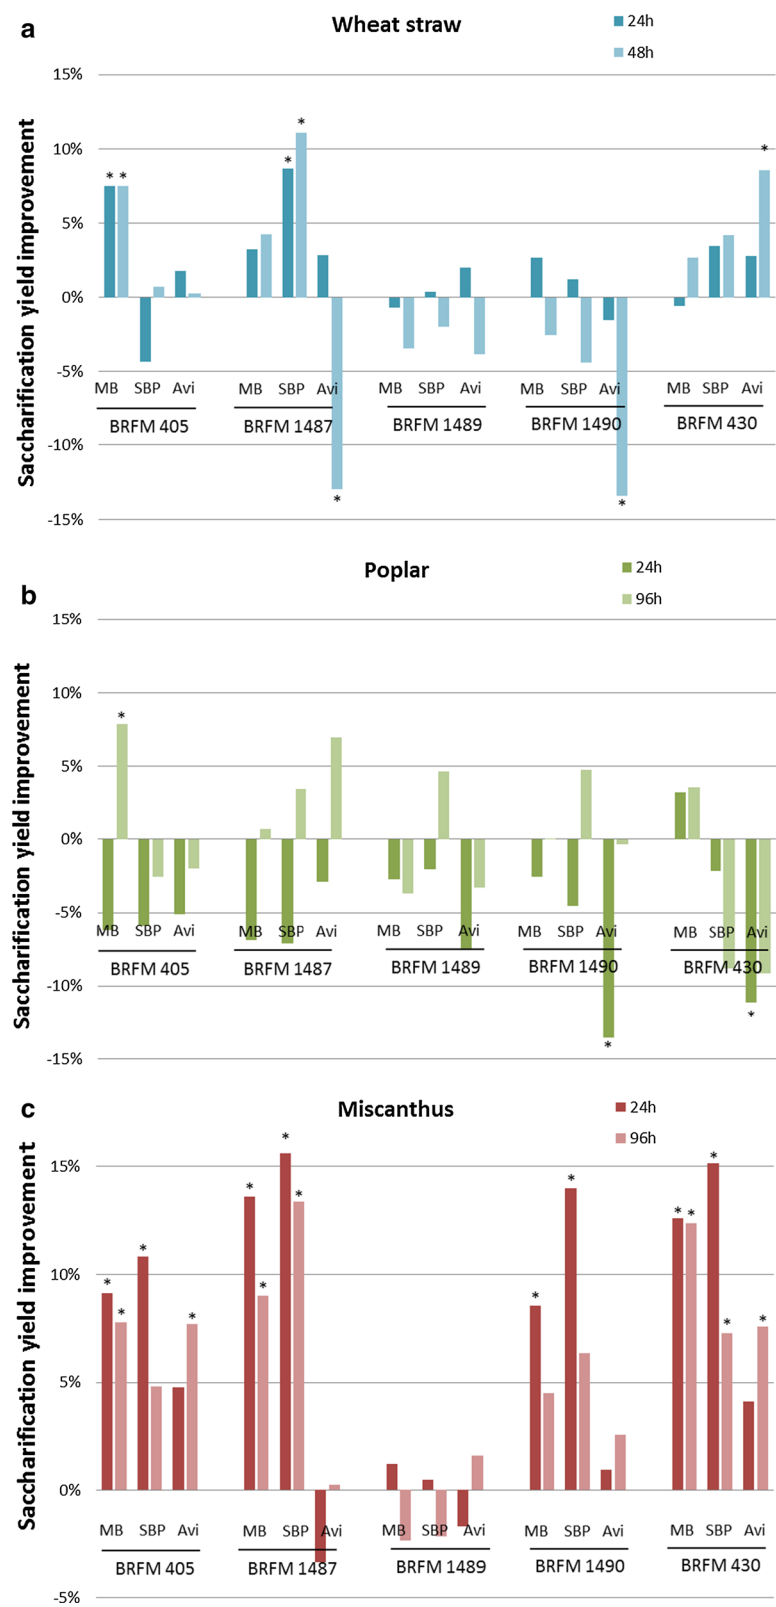 a
Wheat straw
24h
48h
Saccharification yield improvement
15%
10%
5%
0%
-5%
-10%
-15%
* * * * * * *
MB SBP Avi MB SBP Avi MB SBP Avi MB SBP Avi MB SBP Avi
BRFM 405 BRFM 1487 BRFM 1489 BRFM 1490 BRFM 430
b
Poplar
24h
96h
Saccharification yield improvement
15%
10%
5%
0%
-5%
-10%
-15%
* * *
MB SBP Avi MB SBP Avi MB SBP Avi MB SBP Avi MB SBP Avi
BRFM 405 BRFM 1487 BRFM 1489 BRFM 1490 BRFM 430
c
Miscanthus
24h
96h
Saccharification yield improvement
15%
10%
5%
0%
-5%
* * * * * * * * * * * * * * *
MB SBP Avi MB SBP Avi MB SBP Avi MB SBP Avi MB SBP Avi
BRFM 405 BRFM 1487 BRFM 1489 BRFM 1490 BRFM 430